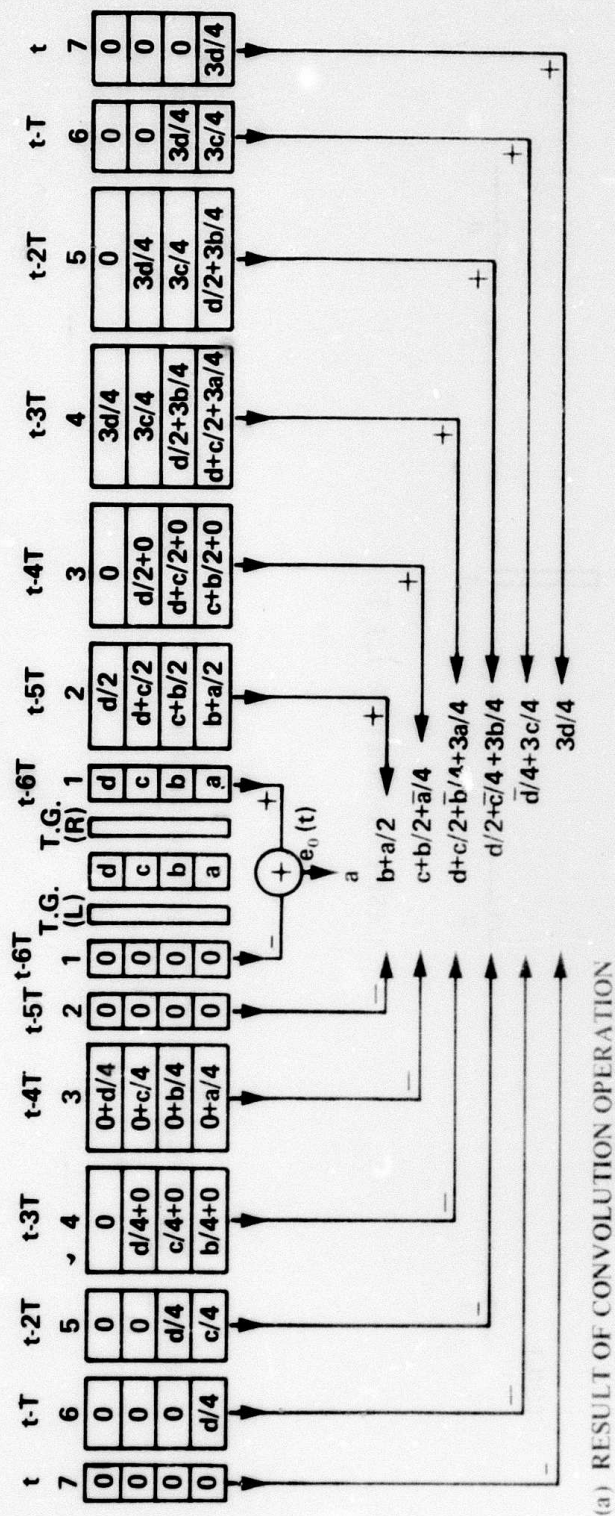 t t-T t-2T t-3T t-4T t-5T t-6T T.G. (L) T.G. (R) t-6T t-5T t-4T t-3T t-2T t-T t
7 6 5 4 3 2 1 1 2 3 4 5 6 7
0 0 0 0 0+d/4 0 0 d d d/2 0 3d/4 0 0 0
0 0 0 d/4+0 0+c/4 0 0 c c d+c/2 d/2+0 3c/4 3d/4 0 0
0 0 d/4 c/4+0 0+b/4 0 0 b b c+b/2 d+c/2+0 d/2+3b/4 3c/4 3d/4 0
0 d/4 c/4 b/4+0 0+a/4 0 0 a a b+a/2 c+b/2+0 d+c/2+3a/4 d/2+3b/4 3c/4 3d/4
− + +
e₀ (t)
a
− b+a/2 +
− c+b/2+a̅/4 +
− d+c/2+b̅/4+3a/4 +
− d/2+c̅/4+3b/4 +
− d̅/4+3c/4 +
− 3d/4 +
(a) RESULT OF CONVOLUTION OPERATION